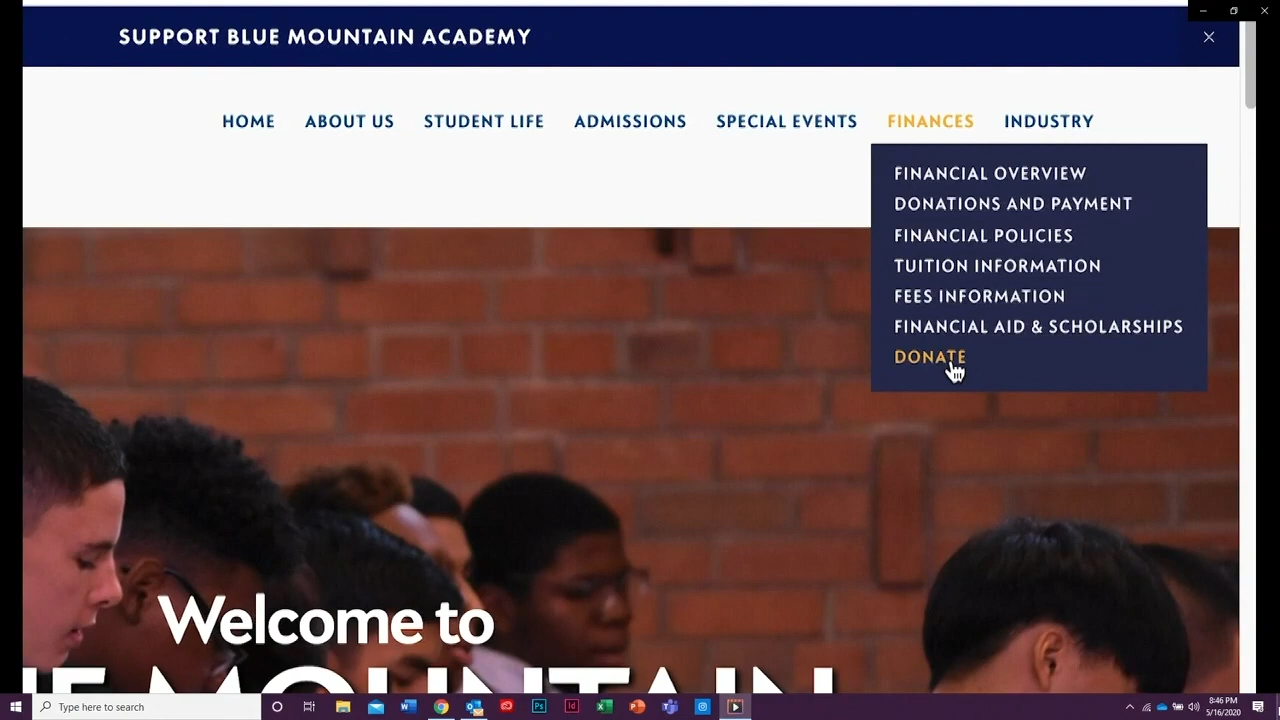 SUPPORT BLUE MOUNTAIN ACADEMY
HOME ABOUT US STUDENT LIFE ADMISSIONS SPECIAL EVENTS FINANCES INDUSTRY
FINANCIAL OVERVIEW
DONATIONS AND PAYMENT
FINANCIAL POLICIES
TUITION INFORMATION
FEES INFORMATION
FINANCIAL AID & SCHOLARSHIPS
DONATE
Welcome to
MOUNTAIN
Type here to search
8:46 PM
5/16/2020